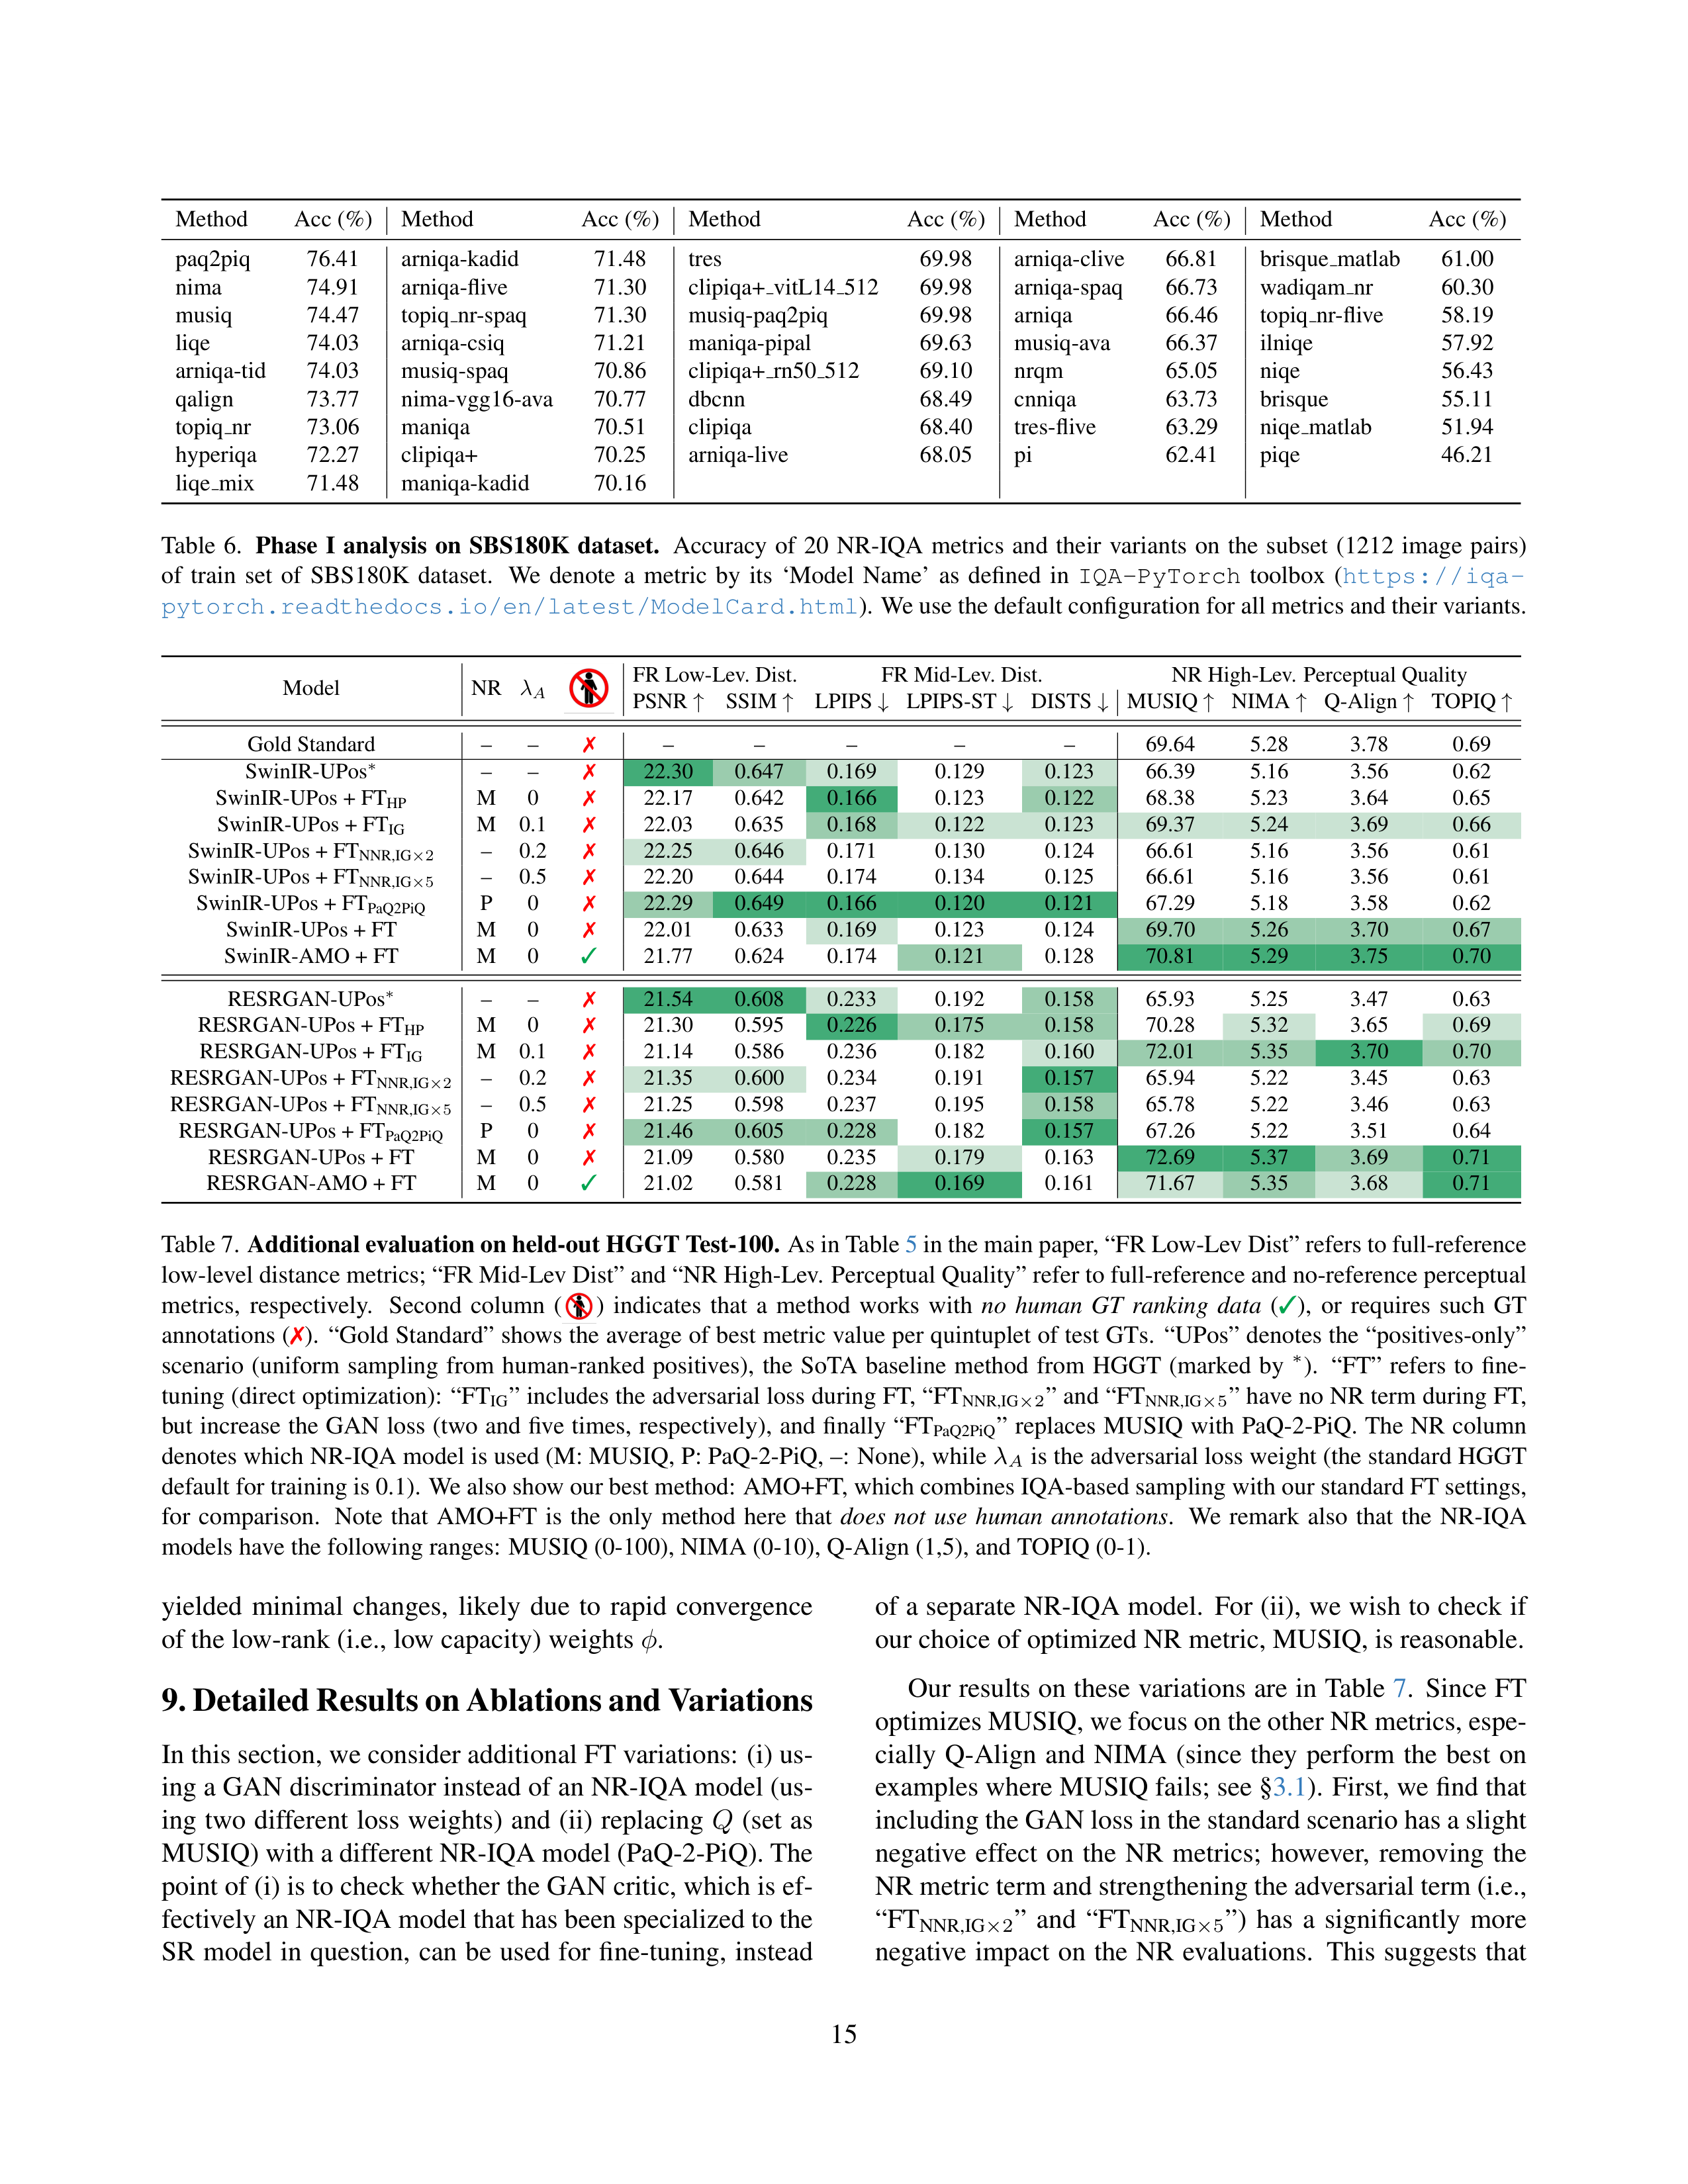 Method Acc (%) Method Acc (%) Method Acc (%) Method Acc (%) Method Acc (%)
paq2piq 76.41 arniqa-kadid 71.48 tres 69.98 arniqa-clive 66.81 brisque_matlab 61.00
nima 74.91 arniqa-flive 71.30 clipiqa+_vitL14_512 69.98 arniqa-spaq 66.73 wadiqam_nr 60.30
musiq 74.47 topiq_nr-spaq 71.30 musiq-paq2piq 69.98 arniqa 66.46 topiq_nr-flive 58.19
liqe 74.03 arniqa-csiq 71.21 maniqa-pipal 69.63 musiq-ava 66.37 ilniqe 57.92
arniqa-tid 74.03 musiq-spaq 70.86 clipiqa+_rn50_512 69.10 nrqm 65.05 niqe 56.43
qalign 73.77 nima-vgg16-ava 70.77 dbcnn 68.49 cnniqa 63.73 brisque 55.11
topiq_nr 73.06 maniqa 70.51 clipiqa 68.40 tres-flive 63.29 niqe_matlab 51.94
hyperiqa 72.27 clipiqa+ 70.25 arniqa-live 68.05 pi 62.41 piqe 46.21
liqe_mix 71.48 maniqa-kadid 70.16
Table 6. Phase I analysis on SBS180K dataset. Accuracy of 20 NR-IQA metrics and their variants on the subset (1212 image pairs)
of train set of SBS180K dataset. We denote a metric by its ‘Model Name’ as defined in IQA-PyTorch toolbox (https://iqa-
pytorch.readthedocs.io/en/latest/ModelCard.html). We use the default configuration for all metrics and their variants.
FR Low-Lev. Dist. FR Mid-Lev. Dist. NR High-Lev. Perceptual Quality
Model NR λA PSNR ↑ SSIM ↑ LPIPS ↓ LPIPS-ST ↓ DISTS ↓ MUSIQ ↑ NIMA ↑ Q-Align ↑ TOPIQ ↑
Gold Standard – – ✗ – – – – – 69.64 5.28 3.78 0.69
SwinIR-UPos* – – ✗ 22.30 0.647 0.169 0.129 0.123 66.39 5.16 3.56 0.62
SwinIR-UPos + FTHP M 0 ✗ 22.17 0.642 0.166 0.123 0.122 68.38 5.23 3.64 0.65
SwinIR-UPos + FTIG M 0.1 ✗ 22.03 0.635 0.168 0.122 0.123 69.37 5.24 3.69 0.66
SwinIR-UPos + FTNNR,IG×2 – 0.2 ✗ 22.25 0.646 0.171 0.130 0.124 66.61 5.16 3.56 0.61
SwinIR-UPos + FTNNR,IG×5 – 0.5 ✗ 22.20 0.644 0.174 0.134 0.125 66.61 5.16 3.56 0.61
SwinIR-UPos + FTPaQ2PiQ P 0 ✗ 22.29 0.649 0.166 0.120 0.121 67.29 5.18 3.58 0.62
SwinIR-UPos + FT M 0 ✗ 22.01 0.633 0.169 0.123 0.124 69.70 5.26 3.70 0.67
SwinIR-AMO + FT M 0 ✓ 21.77 0.624 0.174 0.121 0.128 70.81 5.29 3.75 0.70
RESRGAN-UPos* – – ✗ 21.54 0.608 0.233 0.192 0.158 65.93 5.25 3.47 0.63
RESRGAN-UPos + FTHP M 0 ✗ 21.30 0.595 0.226 0.175 0.158 70.28 5.32 3.65 0.69
RESRGAN-UPos + FTIG M 0.1 ✗ 21.14 0.586 0.236 0.182 0.160 72.01 5.35 3.70 0.70
RESRGAN-UPos + FTNNR,IG×2 – 0.2 ✗ 21.35 0.600 0.234 0.191 0.157 65.94 5.22 3.45 0.63
RESRGAN-UPos + FTNNR,IG×5 – 0.5 ✗ 21.25 0.598 0.237 0.195 0.158 65.78 5.22 3.46 0.63
RESRGAN-UPos + FTPaQ2PiQ P 0 ✗ 21.46 0.605 0.228 0.182 0.157 67.26 5.22 3.51 0.64
RESRGAN-UPos + FT M 0 ✗ 21.09 0.580 0.235 0.179 0.163 72.69 5.37 3.69 0.71
RESRGAN-AMO + FT M 0 ✓ 21.02 0.581 0.228 0.169 0.161 71.67 5.35 3.68 0.71
Table 7. Additional evaluation on held-out HGGT Test-100. As in Table 5 in the main paper, “FR Low-Lev Dist” refers to full-reference
low-level distance metrics; “FR Mid-Lev Dist” and “NR High-Lev. Perceptual Quality” refer to full-reference and no-reference perceptual
metrics, respectively. Second column ( ) indicates that a method works with no human GT ranking data (✓), or requires such GT
annotations (✗). “Gold Standard” shows the average of best metric value per quintuplet of test GTs. “UPos” denotes the “positives-only”
scenario (uniform sampling from human-ranked positives), the SoTA baseline method from HGGT (marked by *). “FT” refers to fine-
tuning (direct optimization): “FTIG” includes the adversarial loss during FT, “FTNNR,IG×2” and “FTNNR,IG×5” have no NR term during FT,
but increase the GAN loss (two and five times, respectively), and finally “FTPaQ2PiQ” replaces MUSIQ with PaQ-2-PiQ. The NR column
denotes which NR-IQA model is used (M: MUSIQ, P: PaQ-2-PiQ, –: None), while λA is the adversarial loss weight (the standard HGGT
default for training is 0.1). We also show our best method: AMO+FT, which combines IQA-based sampling with our standard FT settings,
for comparison. Note that AMO+FT is the only method here that does not use human annotations. We remark also that the NR-IQA
models have the following ranges: MUSIQ (0-100), NIMA (0-10), Q-Align (1,5), and TOPIQ (0-1).
yielded minimal changes, likely due to rapid convergence
of the low-rank (i.e., low capacity) weights ϕ.
9. Detailed Results on Ablations and Variations
In this section, we consider additional FT variations: (i) us-
ing a GAN discriminator instead of an NR-IQA model (us-
ing two different loss weights) and (ii) replacing Q (set as
MUSIQ) with a different NR-IQA model (PaQ-2-PiQ). The
point of (i) is to check whether the GAN critic, which is ef-
fectively an NR-IQA model that has been specialized to the
SR model in question, can be used for fine-tuning, instead
of a separate NR-IQA model. For (ii), we wish to check if
our choice of optimized NR metric, MUSIQ, is reasonable.
Our results on these variations are in Table 7. Since FT
optimizes MUSIQ, we focus on the other NR metrics, espe-
cially Q-Align and NIMA (since they perform the best on
examples where MUSIQ fails; see §3.1). First, we find that
including the GAN loss in the standard scenario has a slight
negative effect on the NR metrics; however, removing the
NR metric term and strengthening the adversarial term (i.e.,
“FTNNR,IG×2” and “FTNNR,IG×5”) has a significantly more
negative impact on the NR evaluations. This suggests that
15